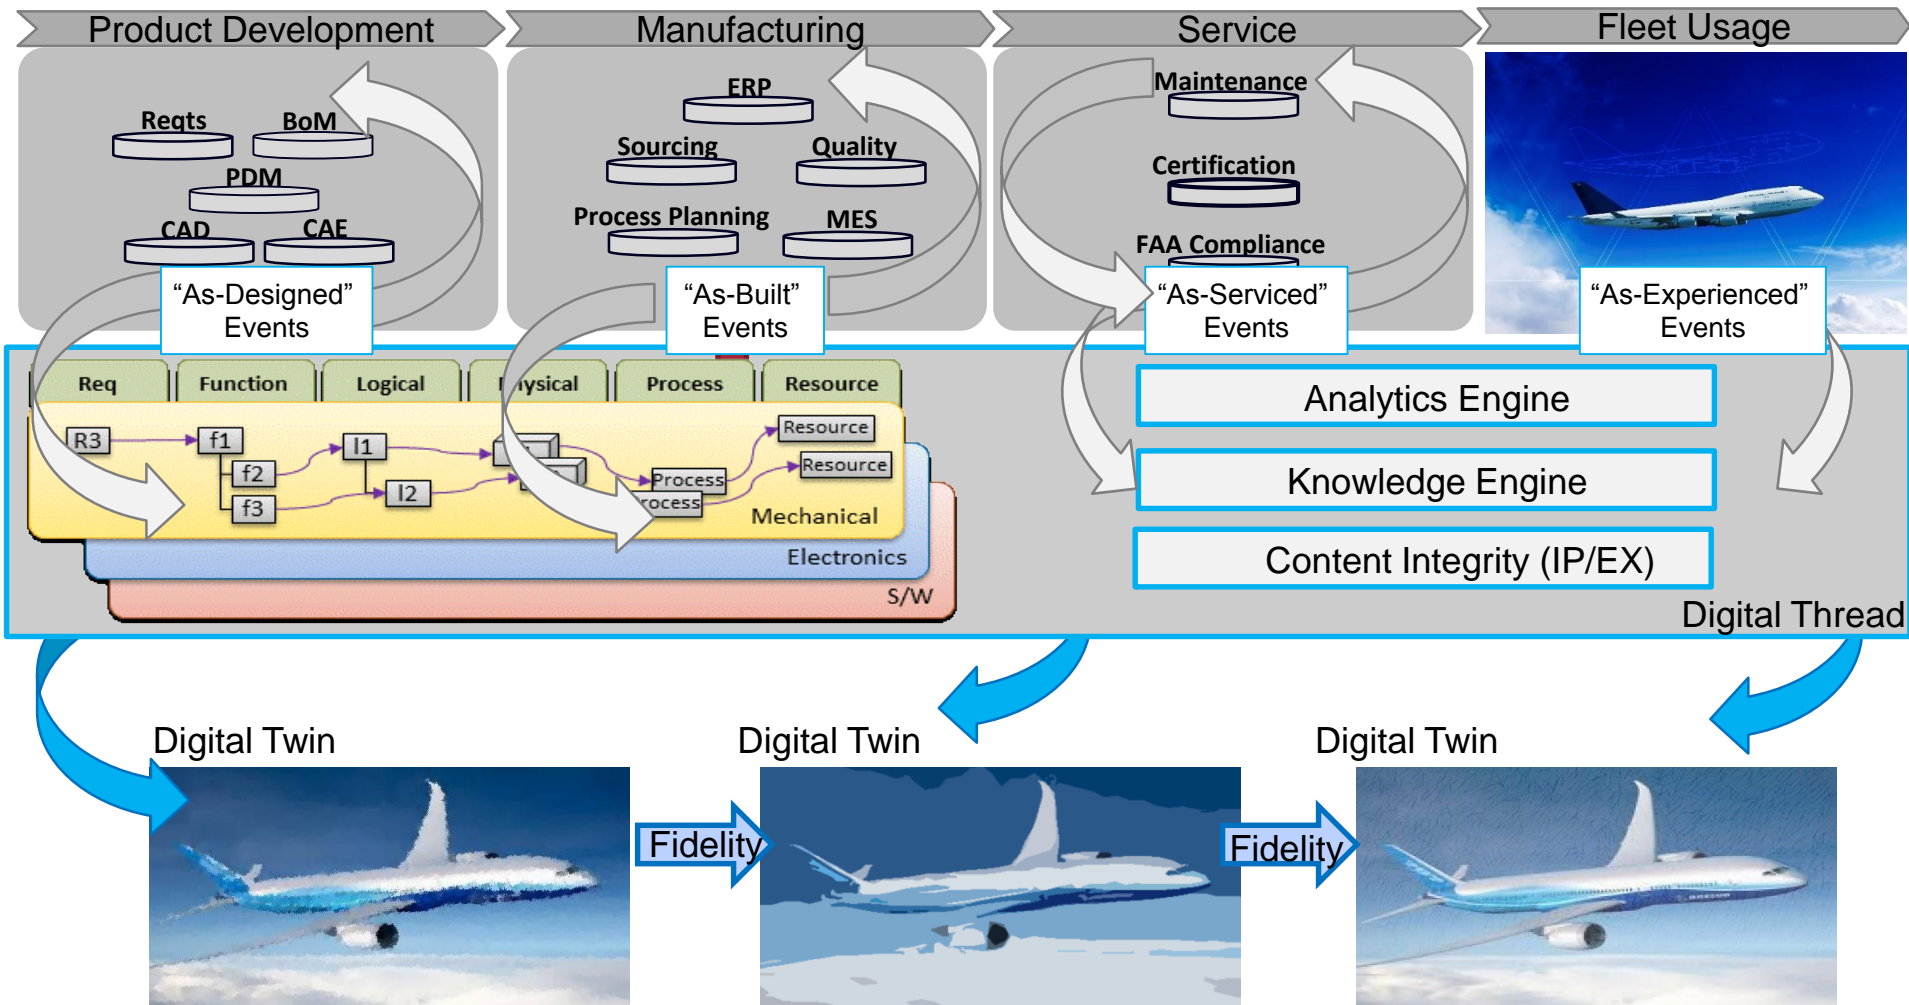 Product Development
Manufacturing
Service
Fleet Usage
Reqts
BoM
PDM
CAD
CAE
ERP
Sourcing
Quality
Process Planning
MES
Maintenance
Certification
FAA Compliance
“As-Designed”
Events
“As-Built”
Events
“As-Serviced”
Events
“As-Experienced”
Events
Req
Function
Logical
Process
Resource
R3
f1
f2
f3
l1
l2
Process
Resource
Resource
Mechanical
Electronics
S/W
Analytics Engine
Knowledge Engine
Content Integrity (IP/EX)
Digital Thread
Digital Twin
Digital Twin
Digital Twin
Fidelity
Fidelity